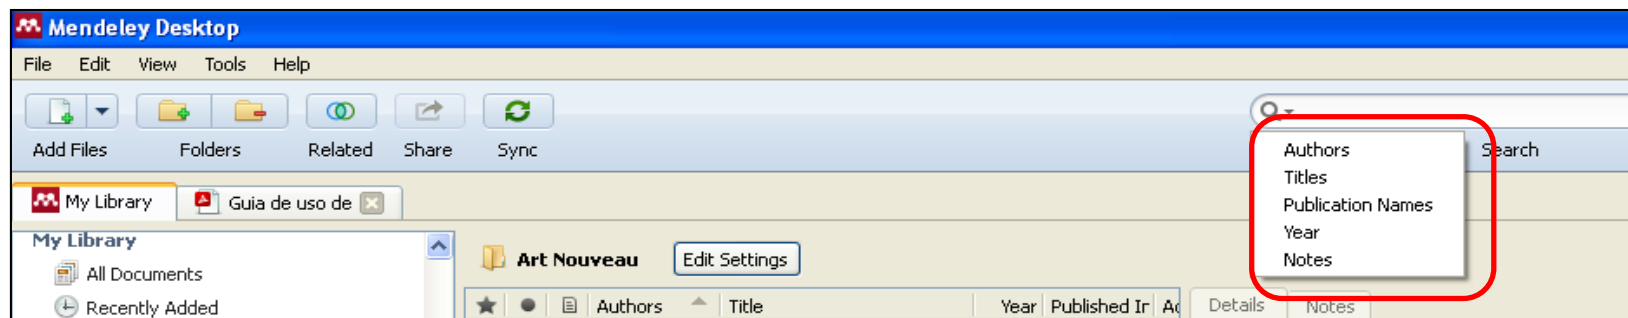 Mendeley Desktop
File Edit View Tools Help
Add Files Folders Related Share Sync Search
Authors
Titles
Publication Names
Year
Notes
My Library Guia de uso de
My Library
All Documents
Recently Added
Art Nouveau Edit Settings
Authors Title Year Published In
Details Notes